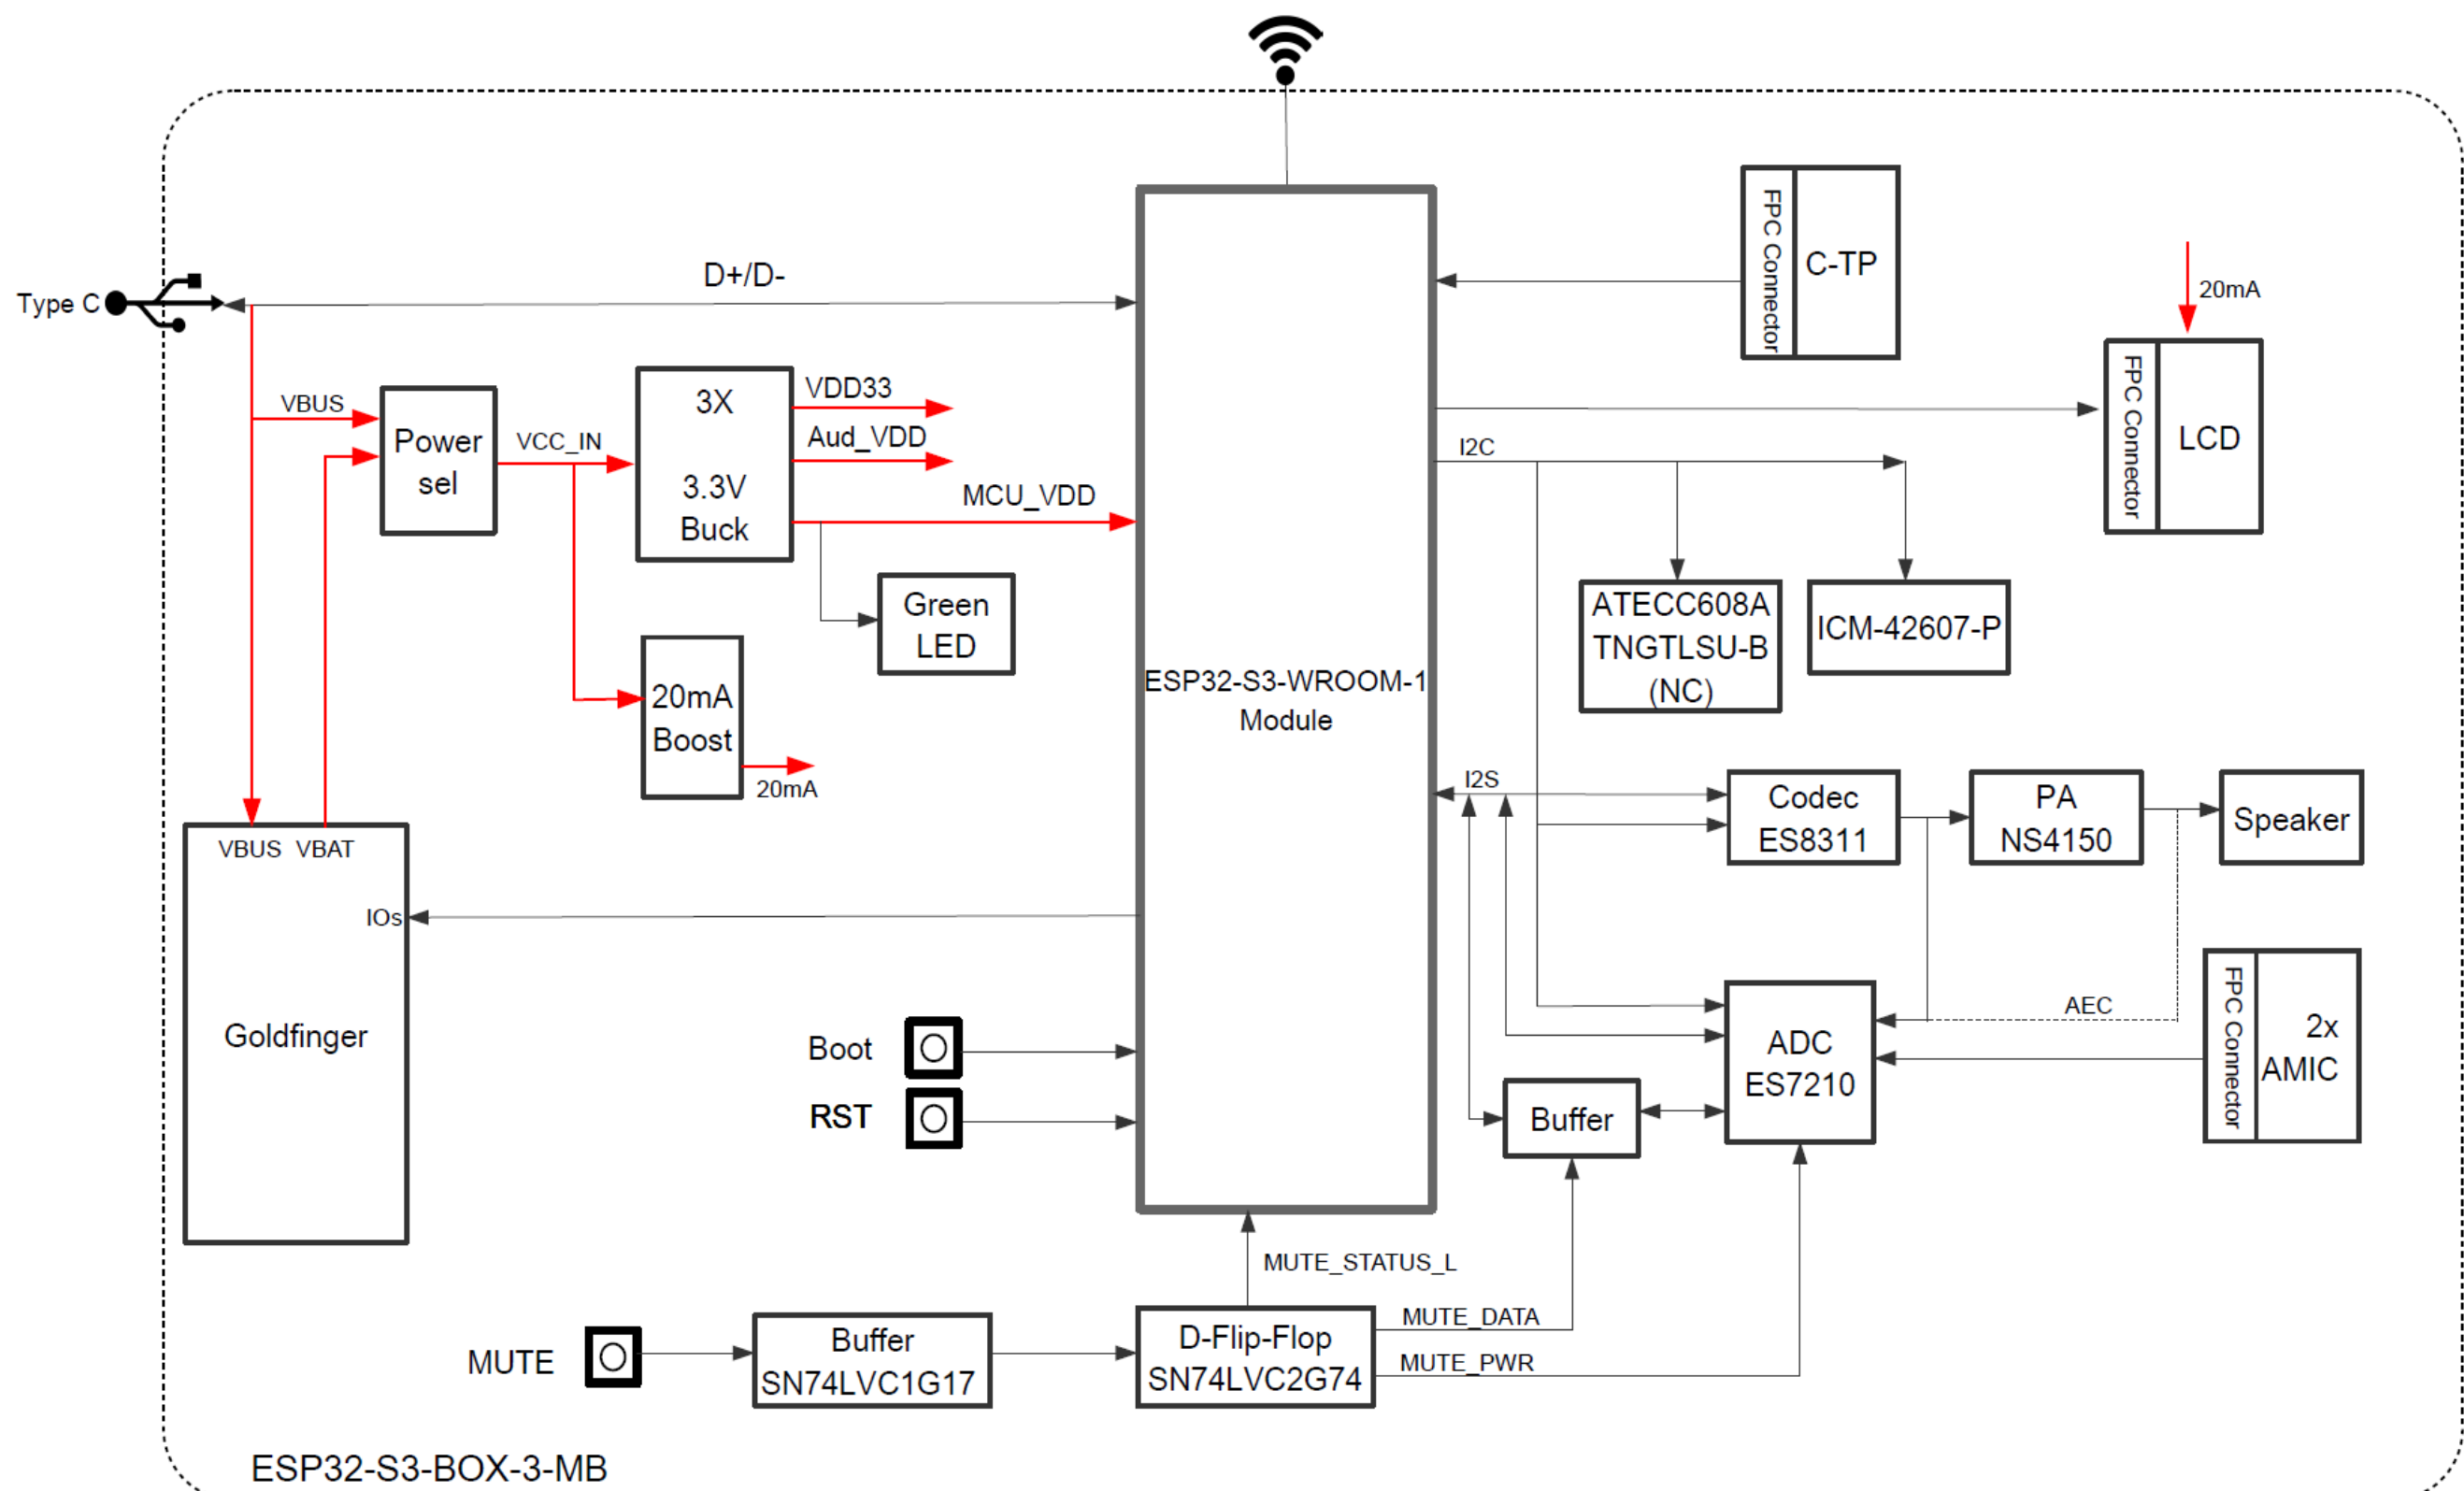 Type C
D+/D-
VBUS
Power
sel
VCC_IN
3X
3.3V
Buck
VDD33
Aud_VDD
MCU_VDD
Green
LED
20mA
Boost
20mA
VBUS VBAT
IOs
Goldfinger
Boot
RST
MUTE
Buffer
SN74LVC1G17
D-Flip-Flop
SN74LVC2G74
MUTE_STATUS_L
MUTE_DATA
MUTE_PWR
ESP32-S3-WROOM-1
Module
FPC Connector
C-TP
20mA
FPC Connector
LCD
I2C
ATECC608A
TNGTLSU-B
(NC)
ICM-42607-P
I2S
Codec
ES8311
PA
NS4150
Speaker
AEC
ADC
ES7210
Buffer
FPC Connector
2x
AMIC
ESP32-S3-BOX-3-MB